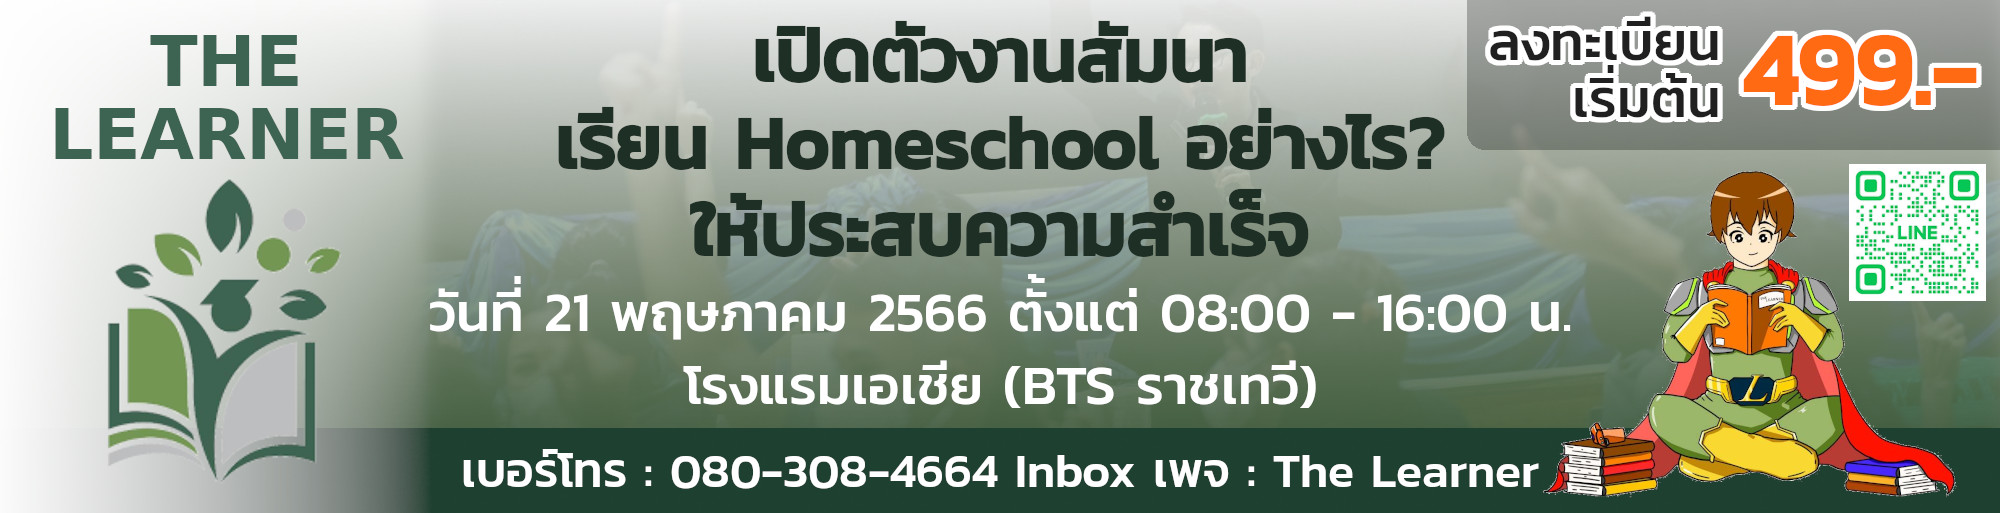 THE
LEARNER
เปิดตัวงานสัมนา
เรียน Homeschool อย่างไร?
ให้ประสบความสำเร็จ
วันที่ 21 พฤษภาคม 2566 ตั้งแต่ 08:00 - 16:00 น.
โรงแรมเอเชีย (BTS ราชเทวี)
เบอร์โทร : 080-308-4664 Inbox เพจ : The Learner
ลงทะเบียน
เริ่มต้น
499.-
LINE
THE
LEARNER
L